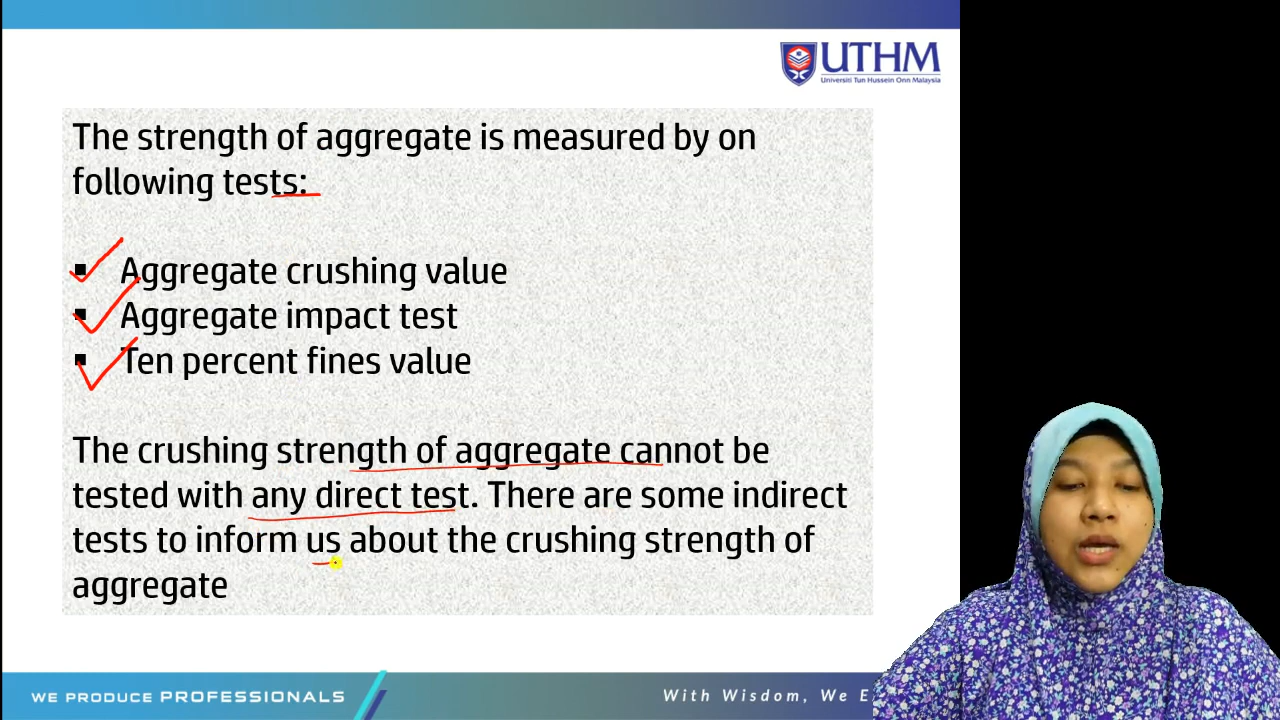 UTHM
Universiti Tun Hussein Onn Malaysia
The strength of aggregate is measured by on
following tests:
▪ Aggregate crushing value
▪ Aggregate impact test
▪ Ten percent fines value
The crushing strength of aggregate cannot be
tested with any direct test. There are some indirect
tests to inform us about the crushing strength of
aggregate
WE PRODUCE PROFESSIONALS
With Wisdom, We E